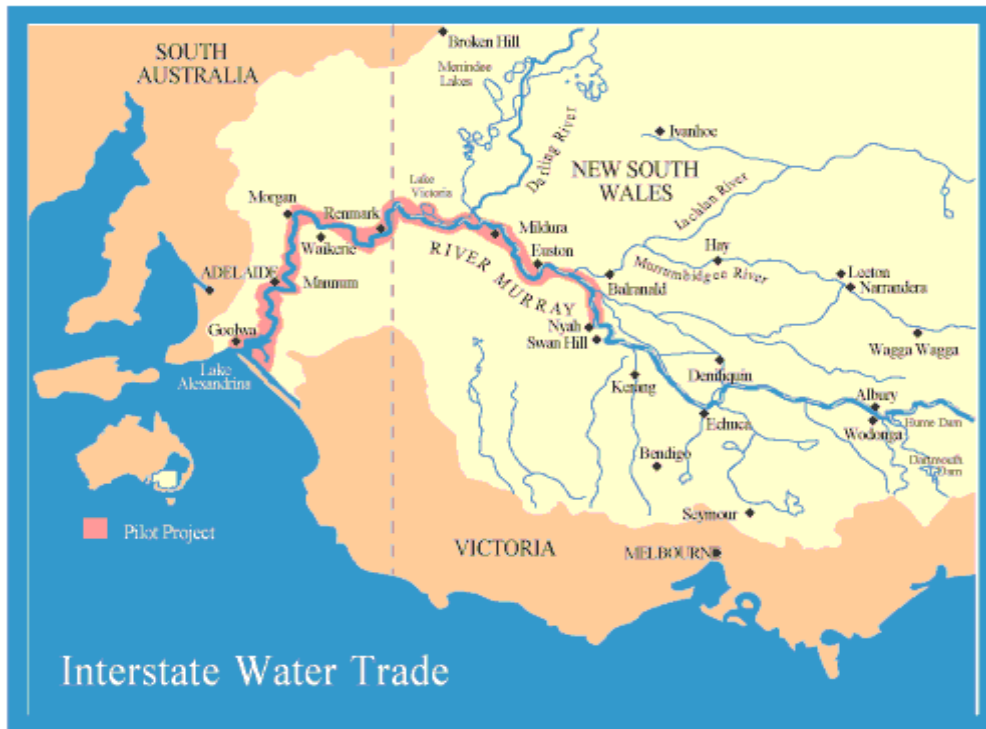 SOUTH
AUSTRALIA
Broken Hill
Menindee
Lakes
Darling River
Ivanhoe
NEW SOUTH
WALES
Lachlan River
Morgan
Renmark
Lake
Victoria
Waikerie
Mildura
Euston
Hay
Murrumbidgee River
Leeton
Narrandera
RIVER MURRAY
Balranald
ADELAIDE
Mannum
Nyah
Swan Hill
Wagga Wagga
Goolwa
Lake
Alexandrina
Kerang
Deniliquin
Albury
Hume Dam
Echuca
Wodonga
Bendigo
Dartmouth
Dam
Seymour
Pilot Project
VICTORIA
MELBOURNE
Interstate Water Trade